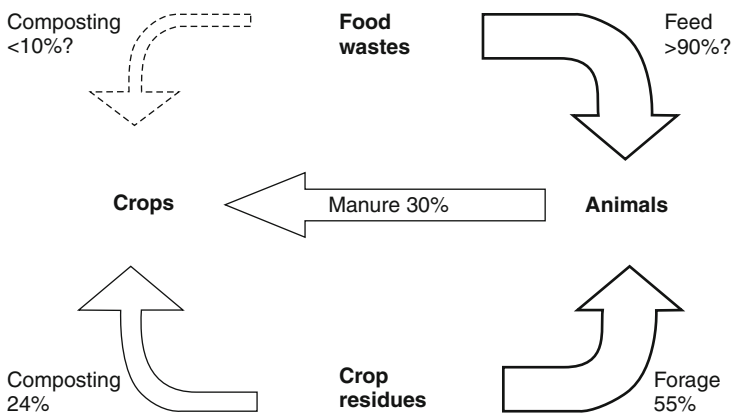 Composting
<10%?
Food
wastes
Feed
>90%?
Crops
Manure 30%
Animals
Composting
24%
Crop
residues
Forage
55%